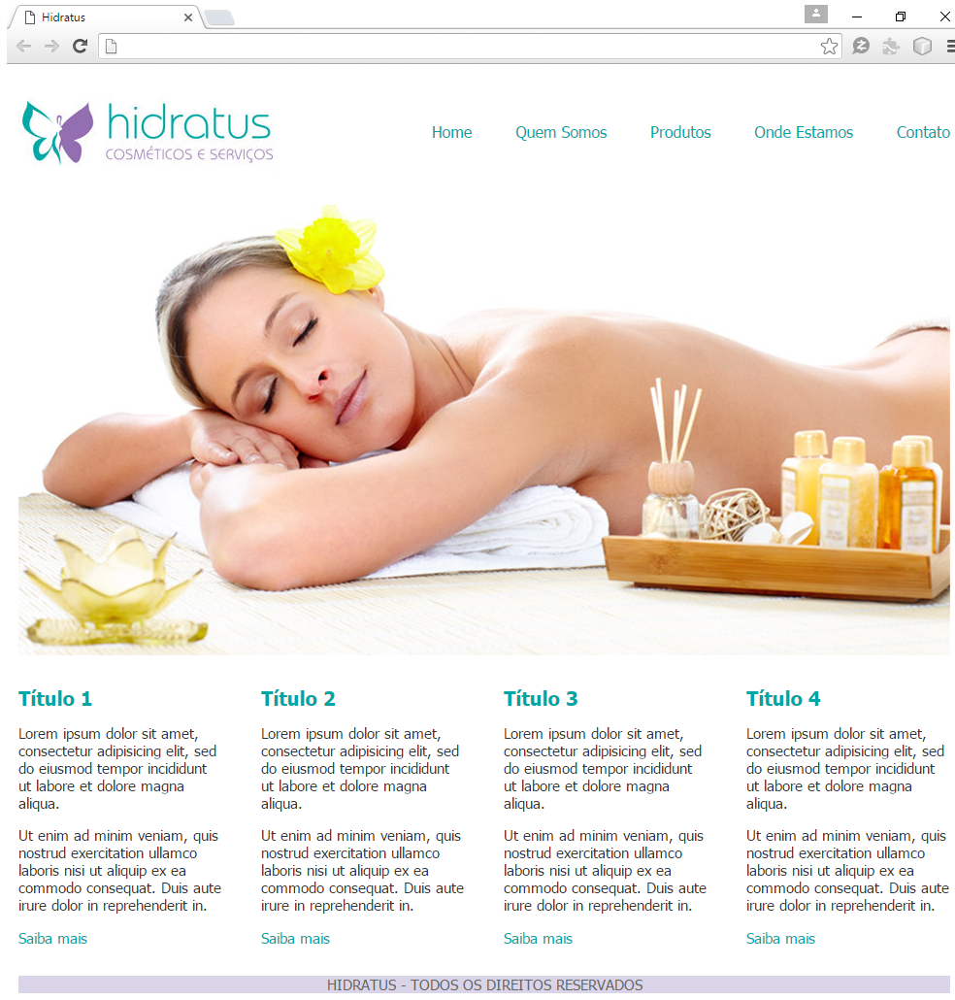 Hidratus
hidratus
COSMÉTICOS E SERVIÇOS
Home Quem Somos Produtos Onde Estamos Contato
Título 1
Lorem ipsum dolor sit amet,
consectetur adipisicing elit, sed
do eiusmod tempor incididunt
ut labore et dolore magna
aliqua.
Ut enim ad minim veniam, quis
nostrud exercitation ullamco
laboris nisi ut aliquip ex ea
commodo consequat. Duis aute
irure dolor in reprehenderit in.
Saiba mais
Título 2
Lorem ipsum dolor sit amet,
consectetur adipisicing elit, sed
do eiusmod tempor incididunt
ut labore et dolore magna
aliqua.
Ut enim ad minim veniam, quis
nostrud exercitation ullamco
laboris nisi ut aliquip ex ea
commodo consequat. Duis aute
irure dolor in reprehenderit in.
Saiba mais
Título 3
Lorem ipsum dolor sit amet,
consectetur adipisicing elit, sed
do eiusmod tempor incididunt
ut labore et dolore magna
aliqua.
Ut enim ad minim veniam, quis
nostrud exercitation ullamco
laboris nisi ut aliquip ex ea
commodo consequat. Duis aute
irure dolor in reprehenderit in.
Saiba mais
Título 4
Lorem ipsum dolor sit amet,
consectetur adipisicing elit, sed
do eiusmod tempor incididunt
ut labore et dolore magna
aliqua.
Ut enim ad minim veniam, quis
nostrud exercitation ullamco
laboris nisi ut aliquip ex ea
commodo consequat. Duis aute
irure dolor in reprehenderit in.
Saiba mais
HIDRATUS - TODOS OS DIREITOS RESERVADOS